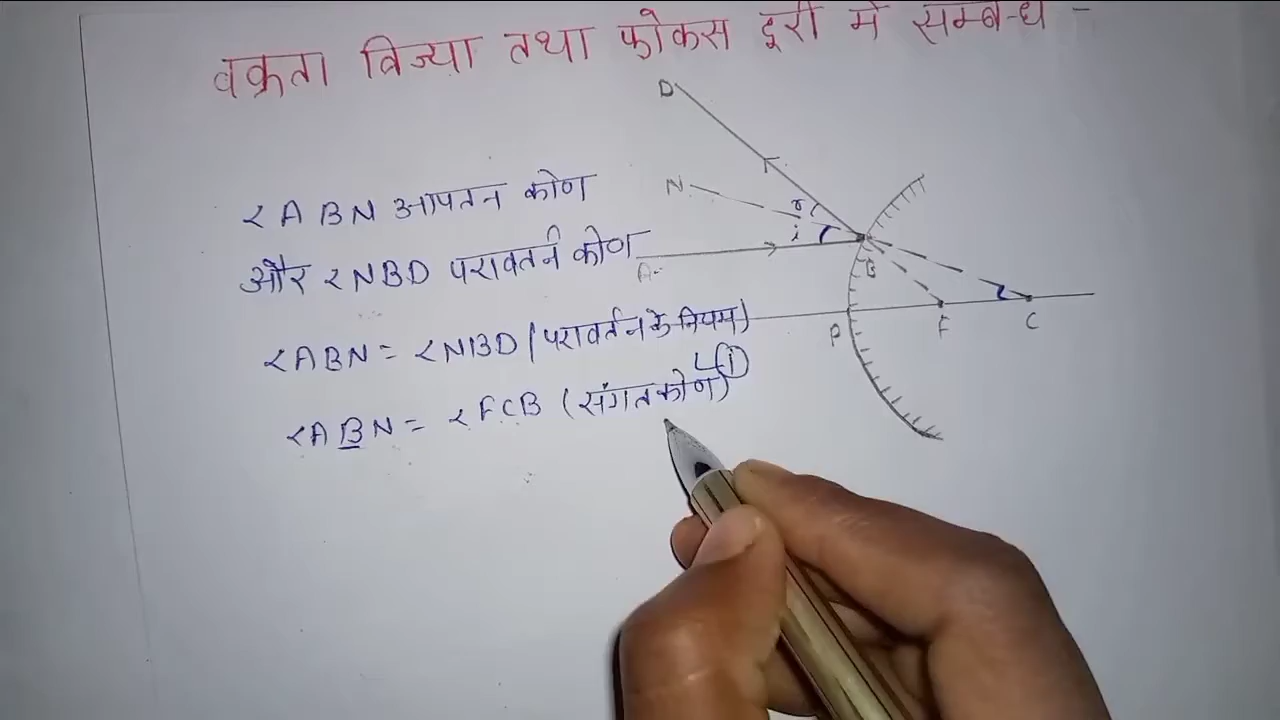 वक्रता त्रिज्या तथा फोकस दूरी में सम्बन्ध -
D
N
r
i
∠ABN आपतन कोण
और ∠NBD परावर्तन कोण
A
B
∠ABN = ∠NBD (परावर्तन के नियम)
P
F
C
①
∠ABN = ∠FCB (संगत कोण)